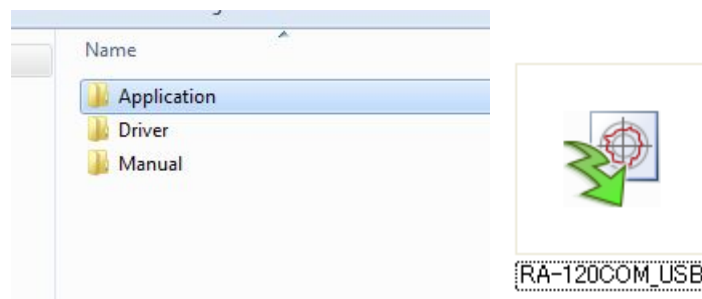 Name
Application
Driver
Manual
RA-120COM_USB